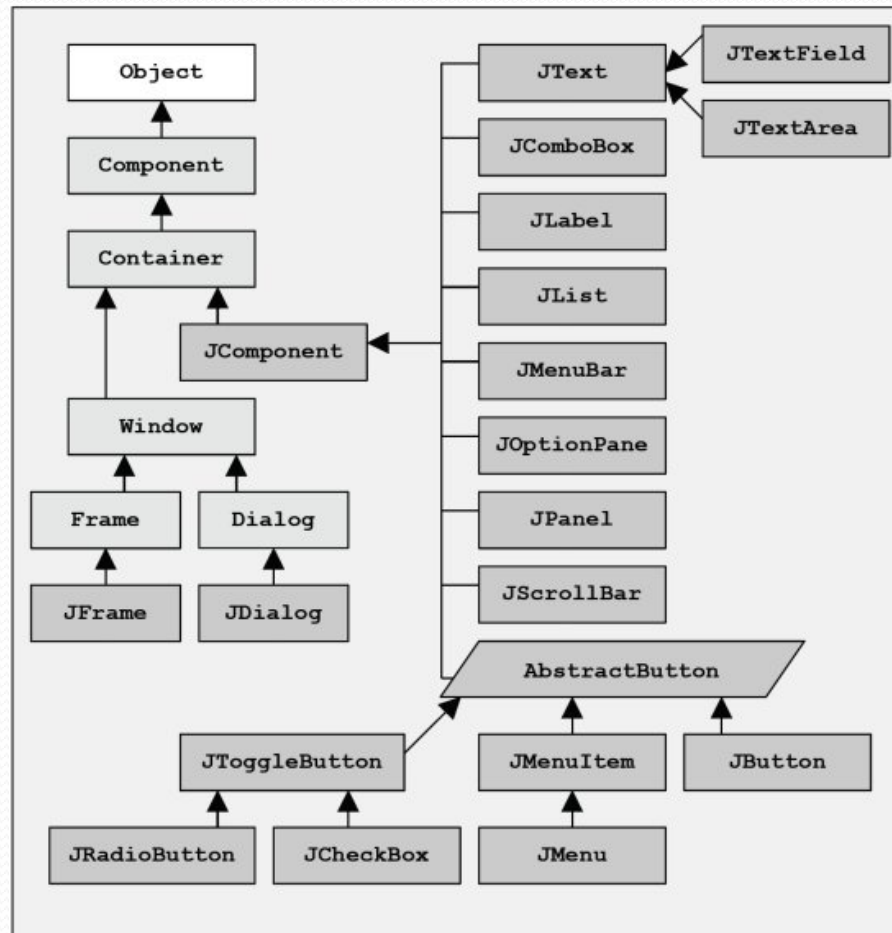 Object
JText
JTextField
JTextArea
Component
JComboBox
JLabel
Container
JList
JComponent
JMenuBar
Window
JOptionPane
Frame
Dialog
JPanel
JFrame
JDialog
JScrollBar
AbstractButton
JToggleButton
JMenuItem
JButton
JRadioButton
JCheckBox
JMenu